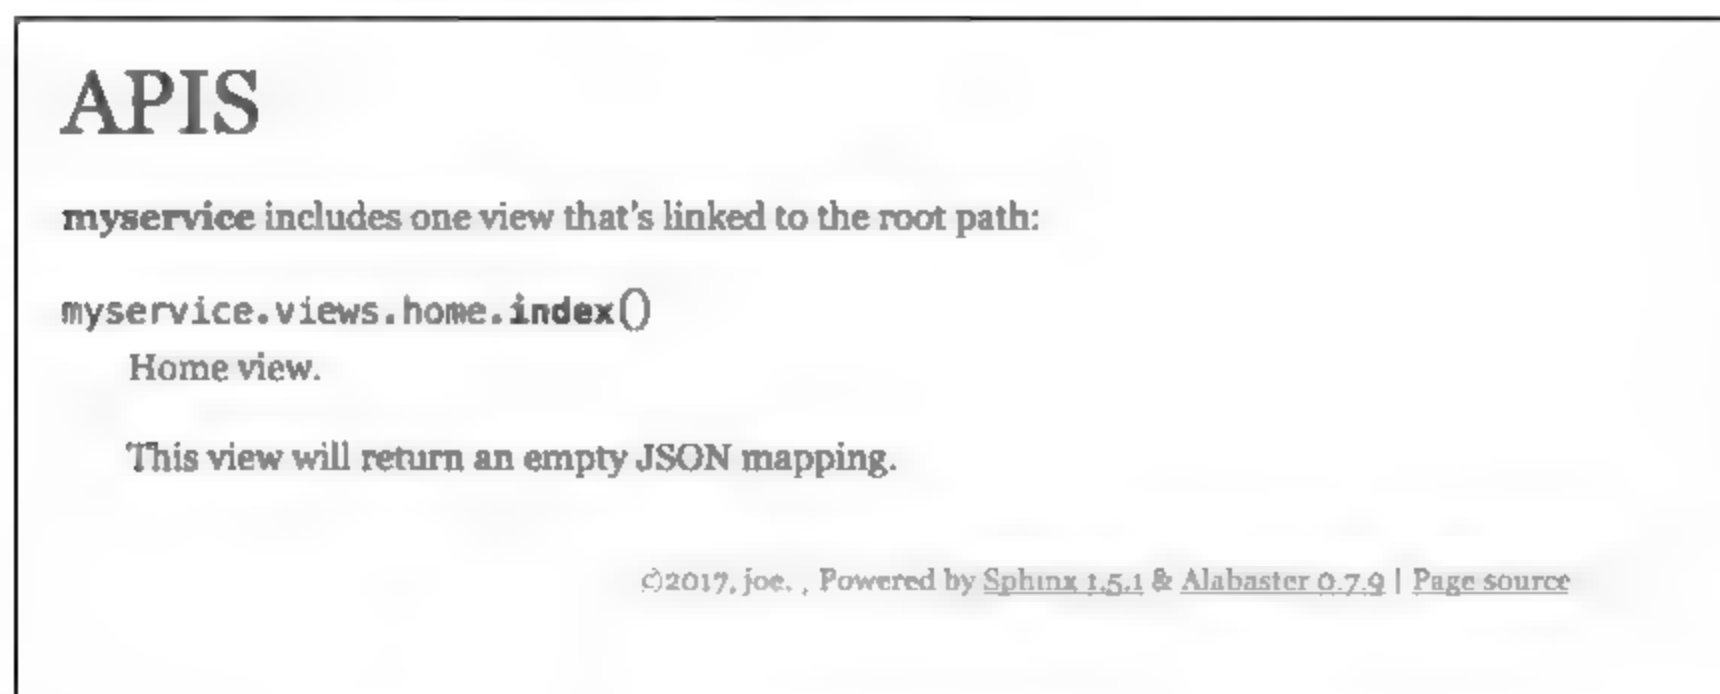 APIS
myservice includes one view that's linked to the root path:
myservice.views.home.index()
Home view.
This view will return an empty JSON mapping.
©2017, joe. , Powered by Sphinx 1.5.1 & Alabaster 0.7.9 | Page source